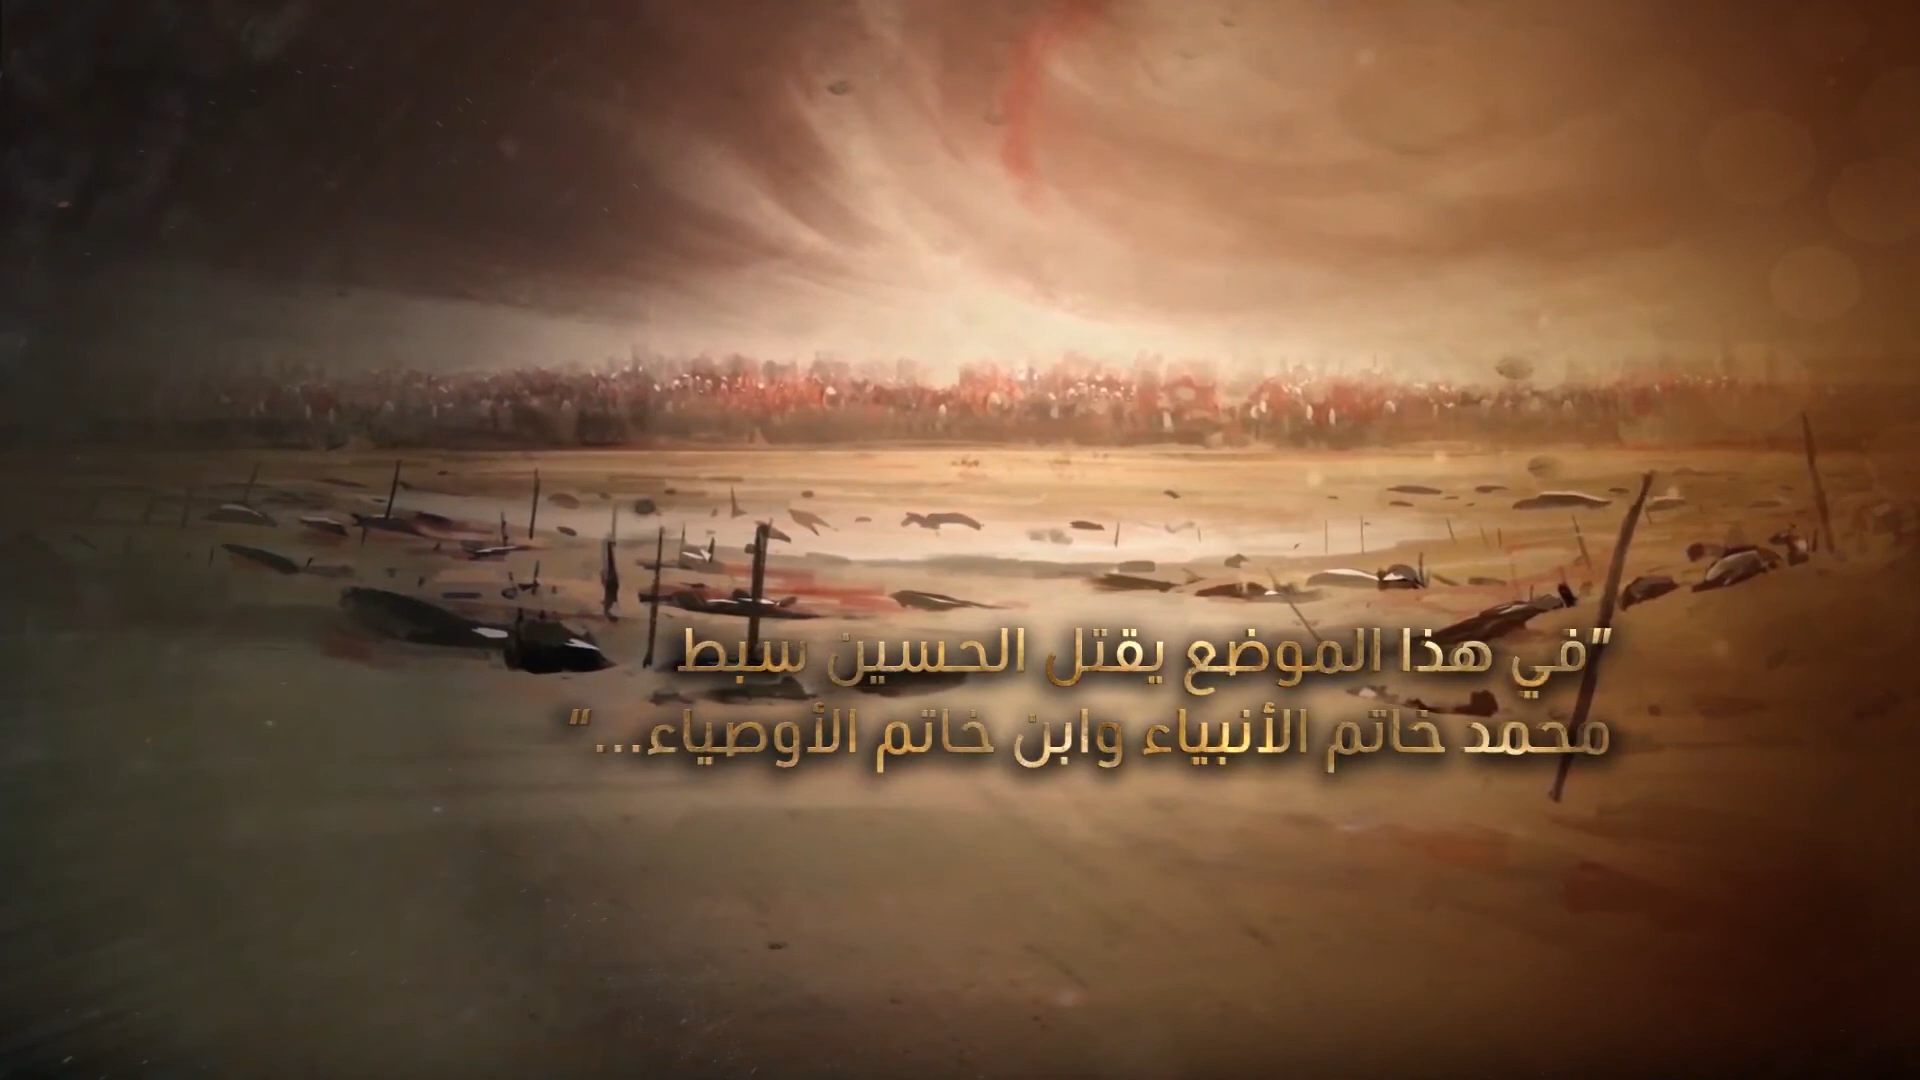 "في هذا الموضع يقتل الحسين سبط
محمد خاتم الأنبياء وابن خاتم الأوصياء..."